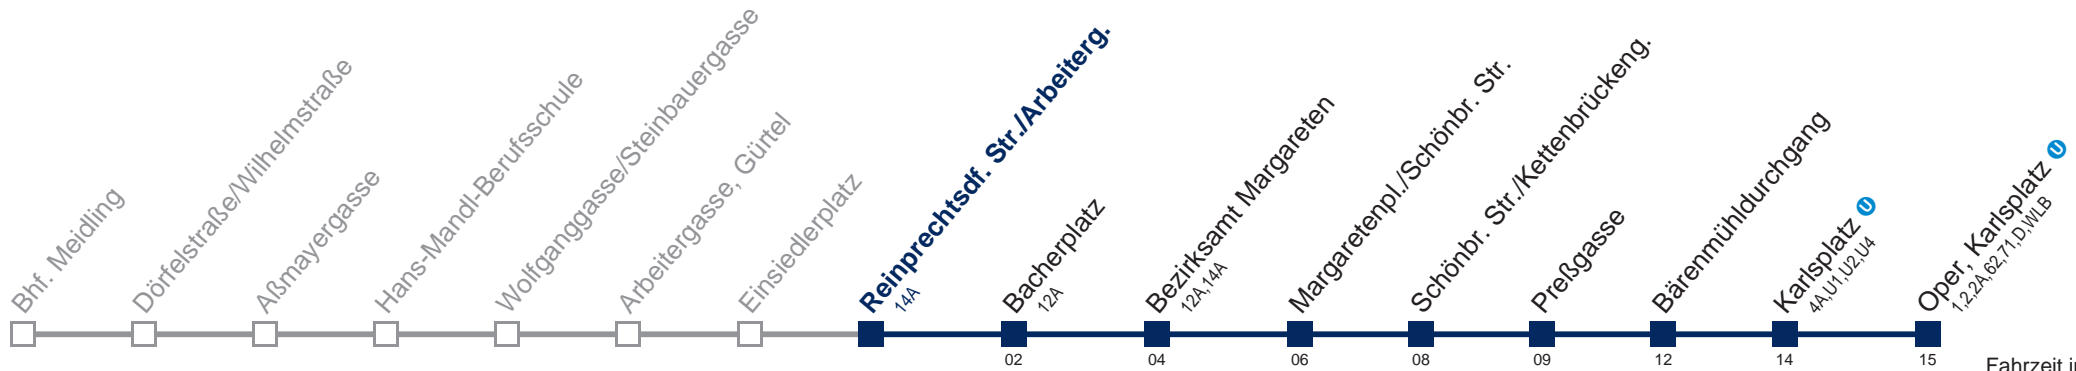 Bhf. Meidling
Dörfelstraße/Wilhelmstraße
Aßmayergasse
Hans-Mandl-Berufsschule
Wolfganggasse/Steinbauergasse
Arbeitergasse, Gürtel
Einsiedlerplatz
Reinprechtsdf. Str./Arbeiterg.
14A
Bacherplatz
12A
Bezirksamt Margareten
12A,14A
Margaretenpl./Schönbr. Str.
Schönbr. Str./Kettenbrückeng.
Preßgasse
Bärenmühldurchgang
Karlsplatz U
4A,U1,U2,U4
Oper, Karlsplatz U
1,2,2A,62,71,D,WLB
02
04
06
08
09
12
14
15
Fahrzeit i